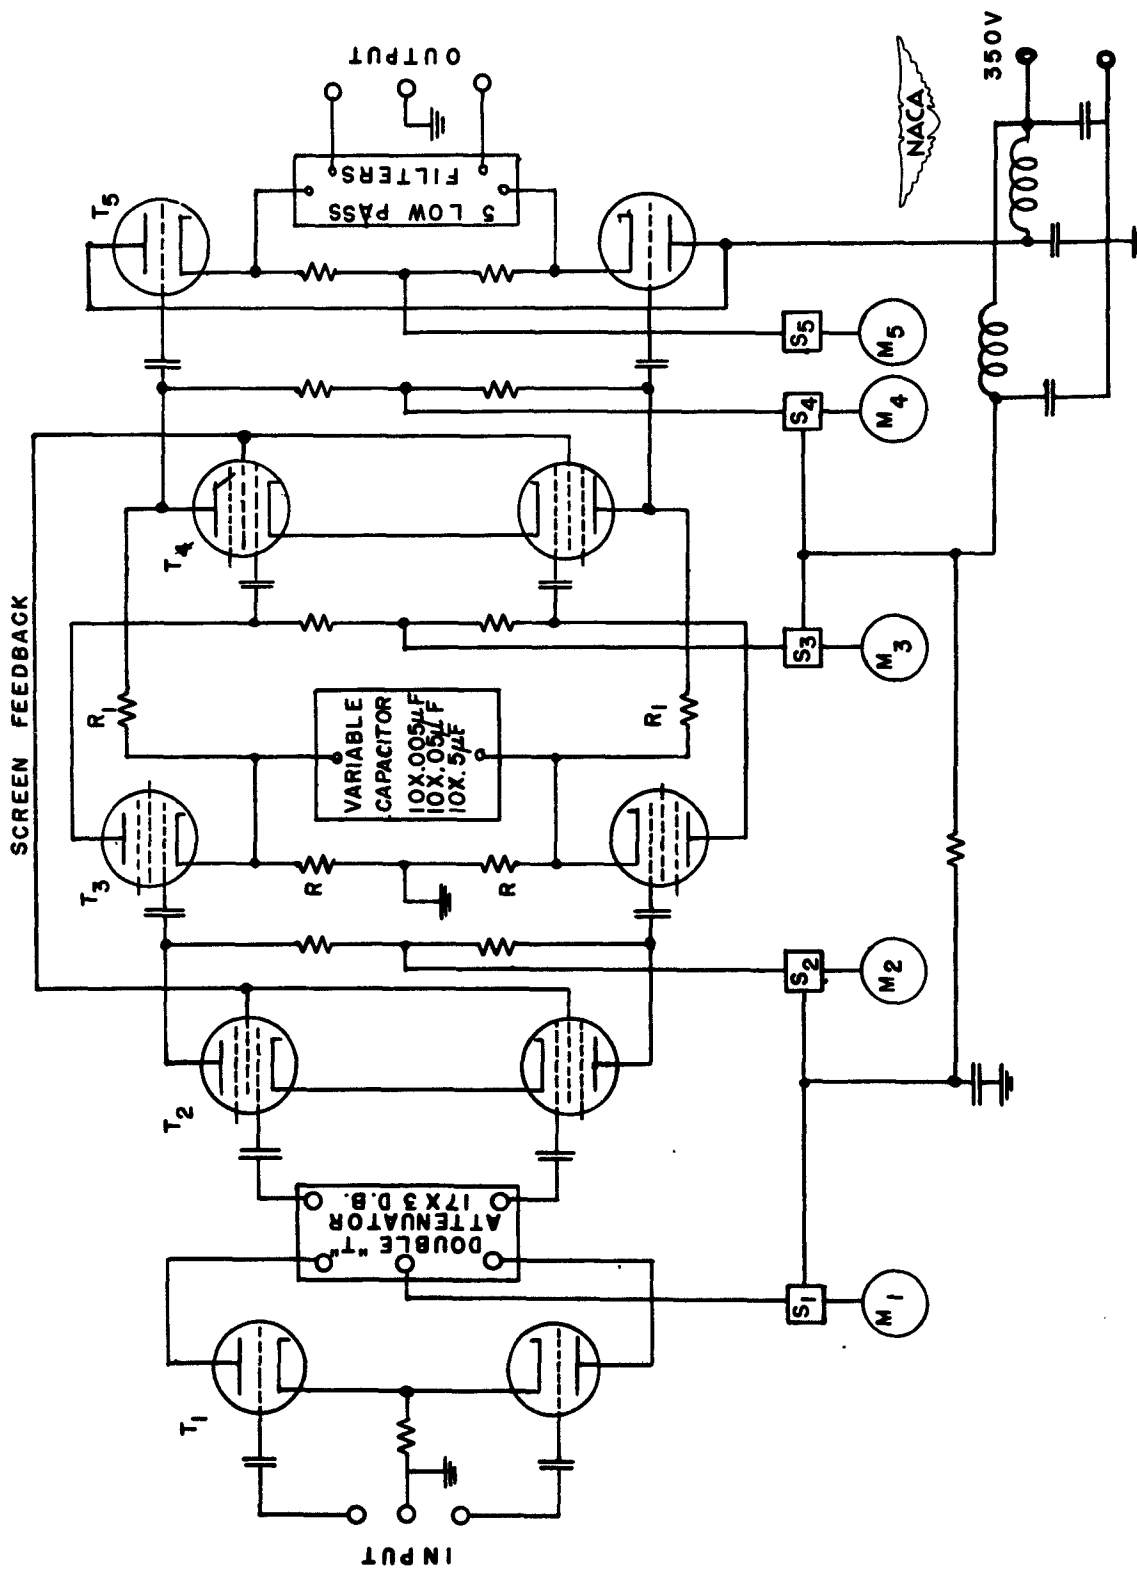 SCREEN FEEDBACK
INPUT
T1
DOUBLE "T"
ATTENUATOR
17X3 D.B.
T2
T3
R
R
R1
R1
VARIABLE
CAPACITOR
10X.005µF
10X.05µF
10X.5µF
T4
T5
5 LOW PASS
FILTERS
OUTPUT
S1
S2
S3
S4
S5
M1
M2
M3
M4
M5
350V
NACA